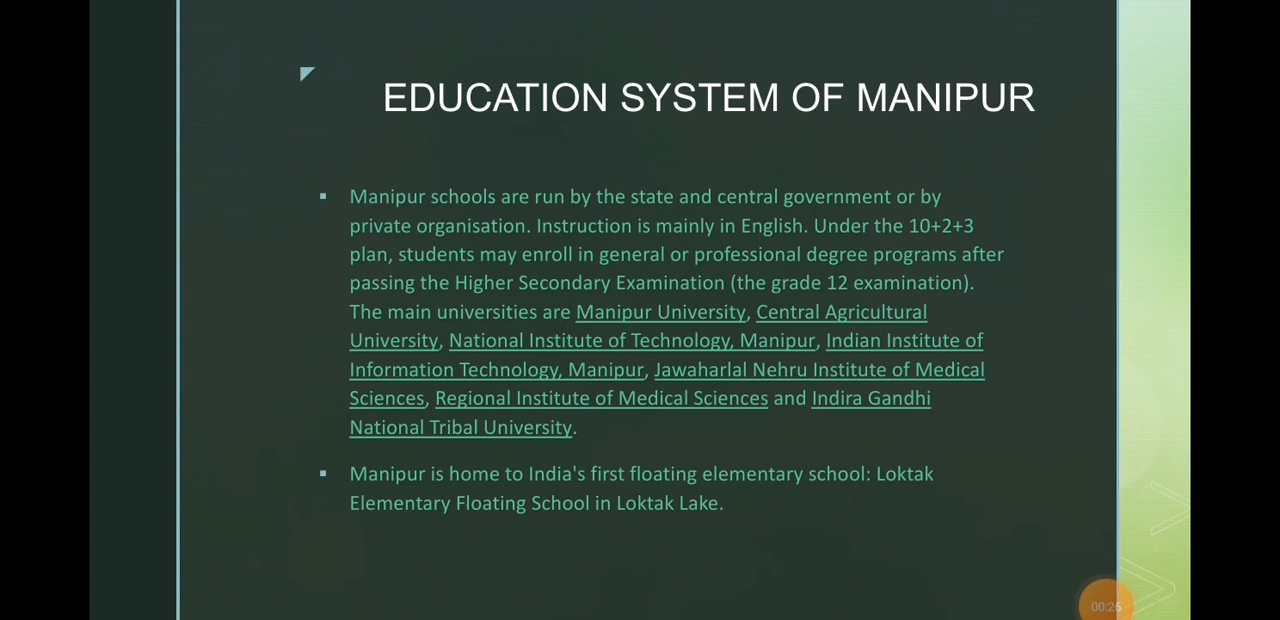 EDUCATION SYSTEM OF MANIPUR
▪ Manipur schools are run by the state and central government or by
private organisation. Instruction is mainly in English. Under the 10+2+3
plan, students may enroll in general or professional degree programs after
passing the Higher Secondary Examination (the grade 12 examination).
The main universities are Manipur University, Central Agricultural
University, National Institute of Technology, Manipur, Indian Institute of
Information Technology, Manipur, Jawaharlal Nehru Institute of Medical
Sciences, Regional Institute of Medical Sciences and Indira Gandhi
National Tribal University.
▪ Manipur is home to India's first floating elementary school: Loktak
Elementary Floating School in Loktak Lake.
00:26